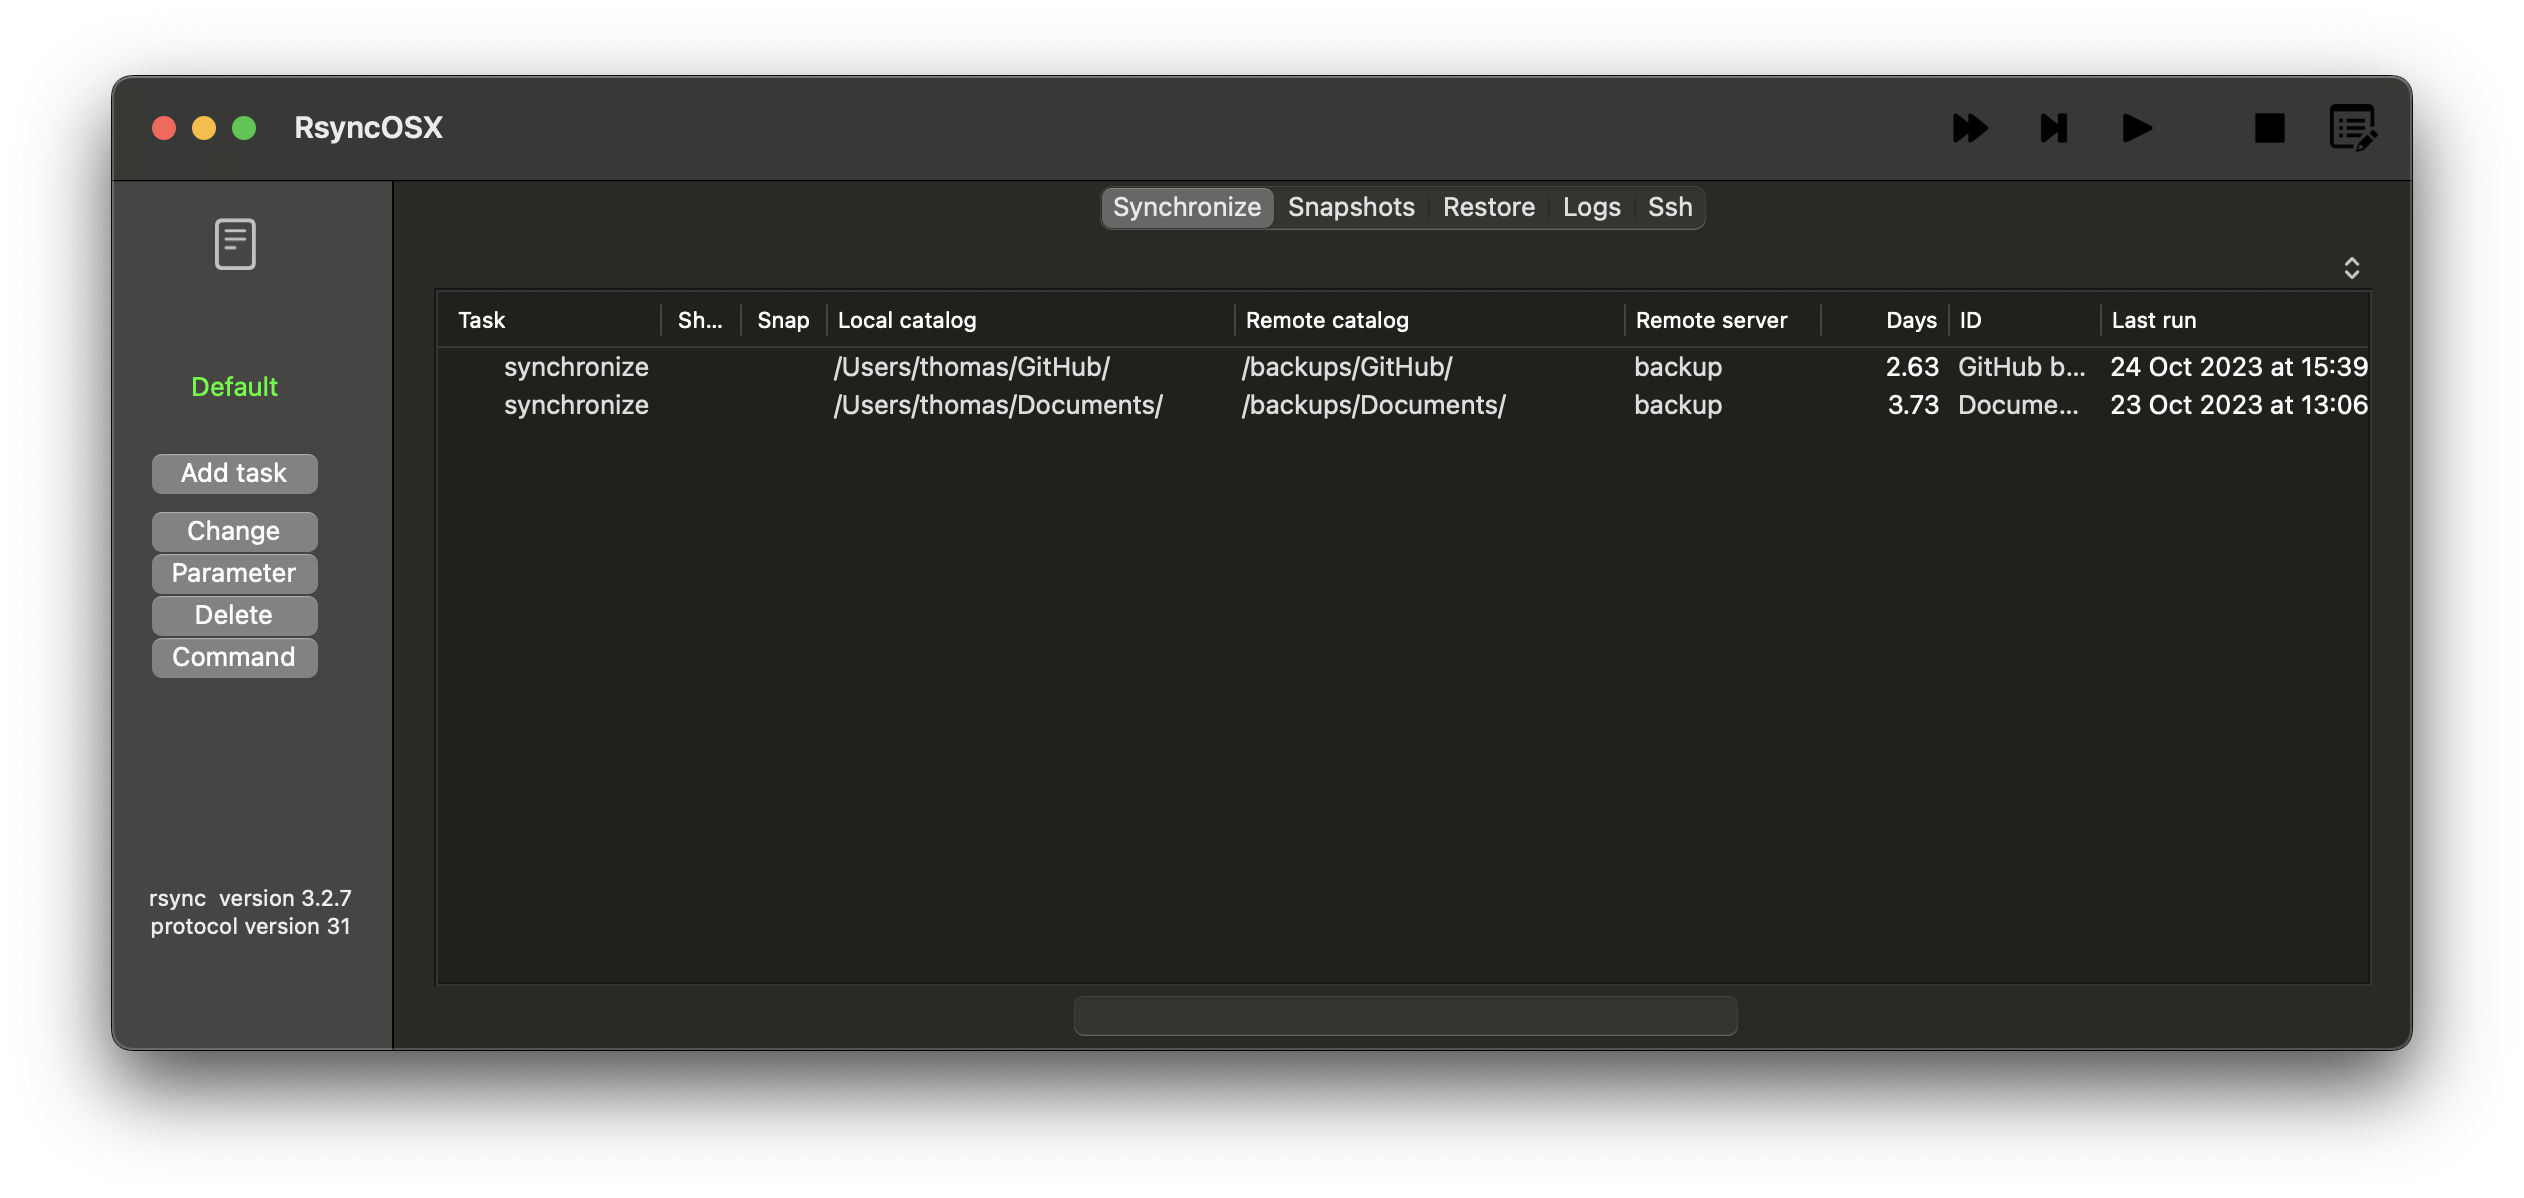 RsyncOSX
Synchronize Snapshots Restore Logs Ssh
Default
Add task
Change
Parameter
Delete
Command
rsync  version 3.2.7
protocol version 31
Task Sh... Snap Local catalog Remote catalog Remote server Days ID Last run
synchronize /Users/thomas/GitHub/ /backups/GitHub/ backup 2.63 GitHub b... 24 Oct 2023 at 15:39
synchronize /Users/thomas/Documents/ /backups/Documents/ backup 3.73 Docume... 23 Oct 2023 at 13:06